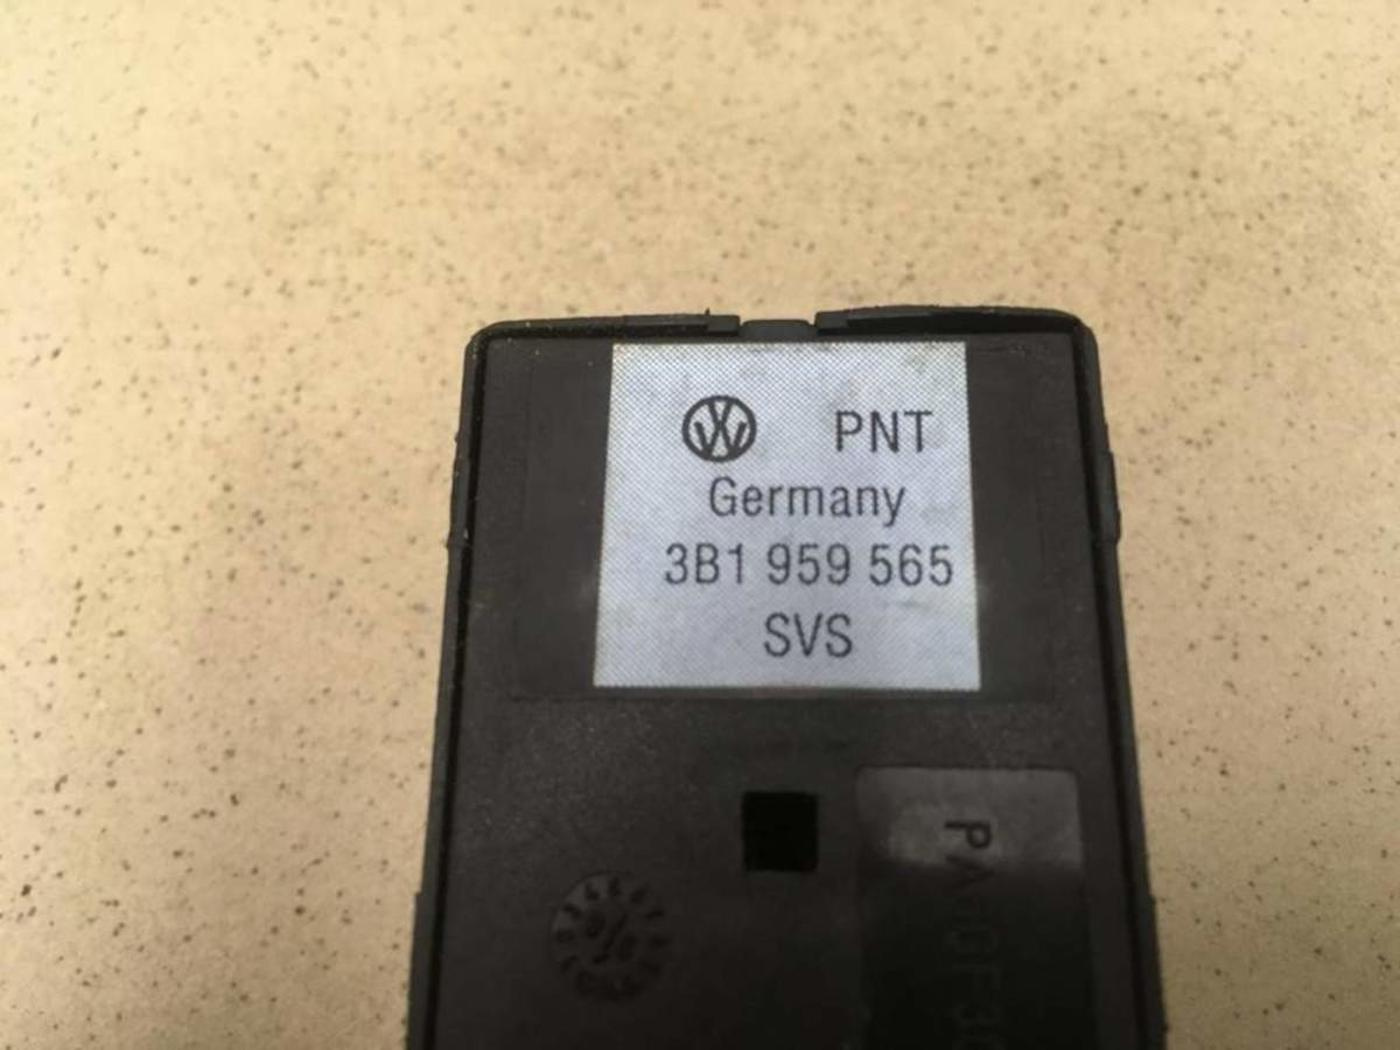 PNT
Germany
3B1 959 565
SVS